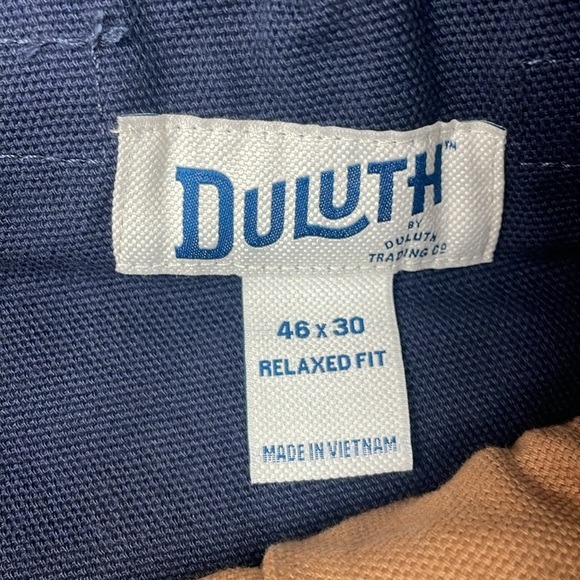 DULUTH™
BY
DULUTH
TRADING CO
46 x 30
RELAXED FIT
MADE IN VIETNAM